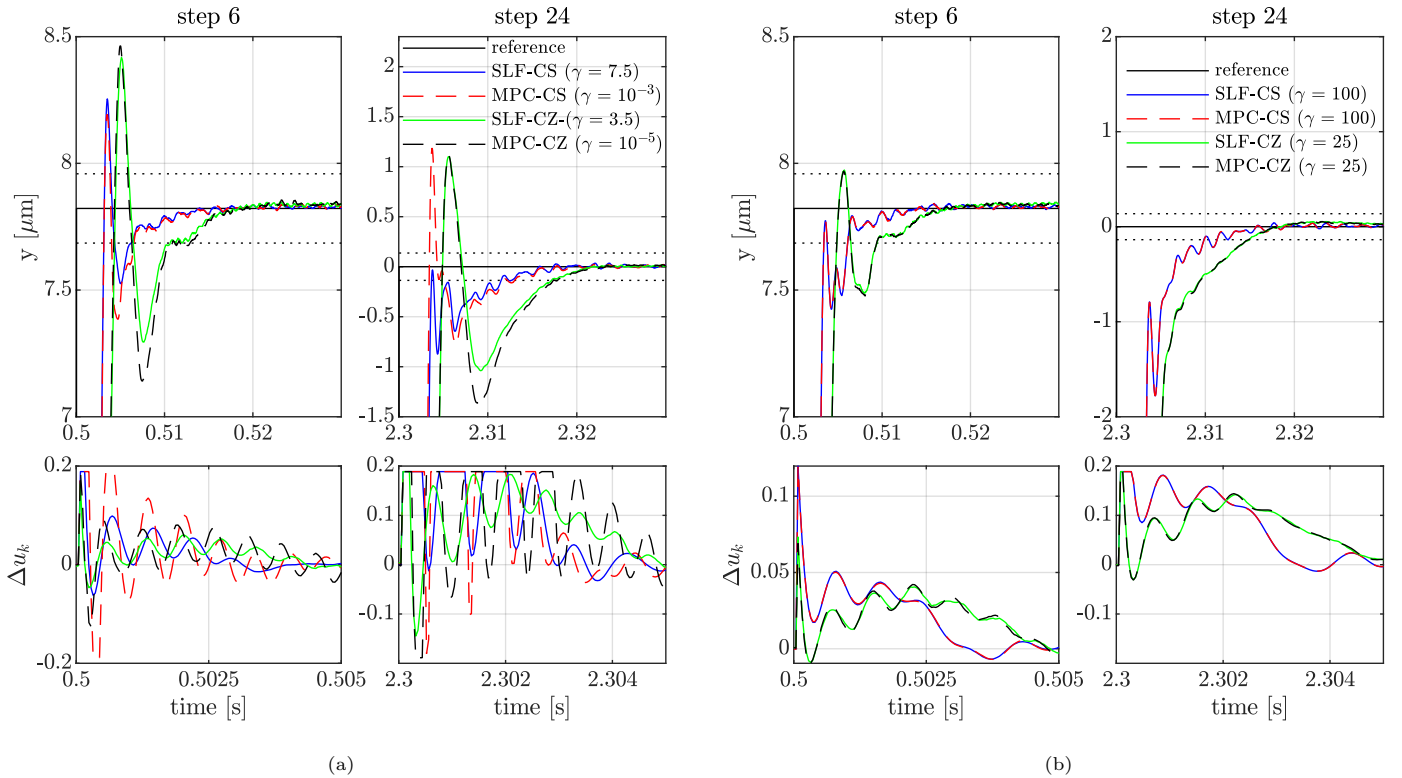 step 6
step 24
8.5
8
7.5
7
y [μm]
0.5
0.51
0.52
2
1.5
1
0.5
0
-0.5
-1
-1.5
2.3
2.31
2.32
reference
SLF-CS (γ = 7.5)
MPC-CS (γ = 10⁻³)
SLF-CZ-(γ = 3.5)
MPC-CZ (γ = 10⁻⁵)
0.2
0.1
0
-0.2
Δu_k
0.5
0.5025
0.505
time [s]
0.2
0.1
0
-0.1
2.3
2.302
2.304
time [s]
(a)
step 6
step 24
8.5
8
7.5
7
y [μm]
0.5
0.51
0.52
2
1
0
-1
-2
2.3
2.31
2.32
reference
SLF-CS (γ = 100)
MPC-CS (γ = 100)
SLF-CZ (γ = 25)
MPC-CZ (γ = 25)
0.1
0.05
0
Δu_k
0.5
0.5025
0.505
time [s]
0.2
0.1
0
-0.1
2.3
2.302
2.304
time [s]
(b)